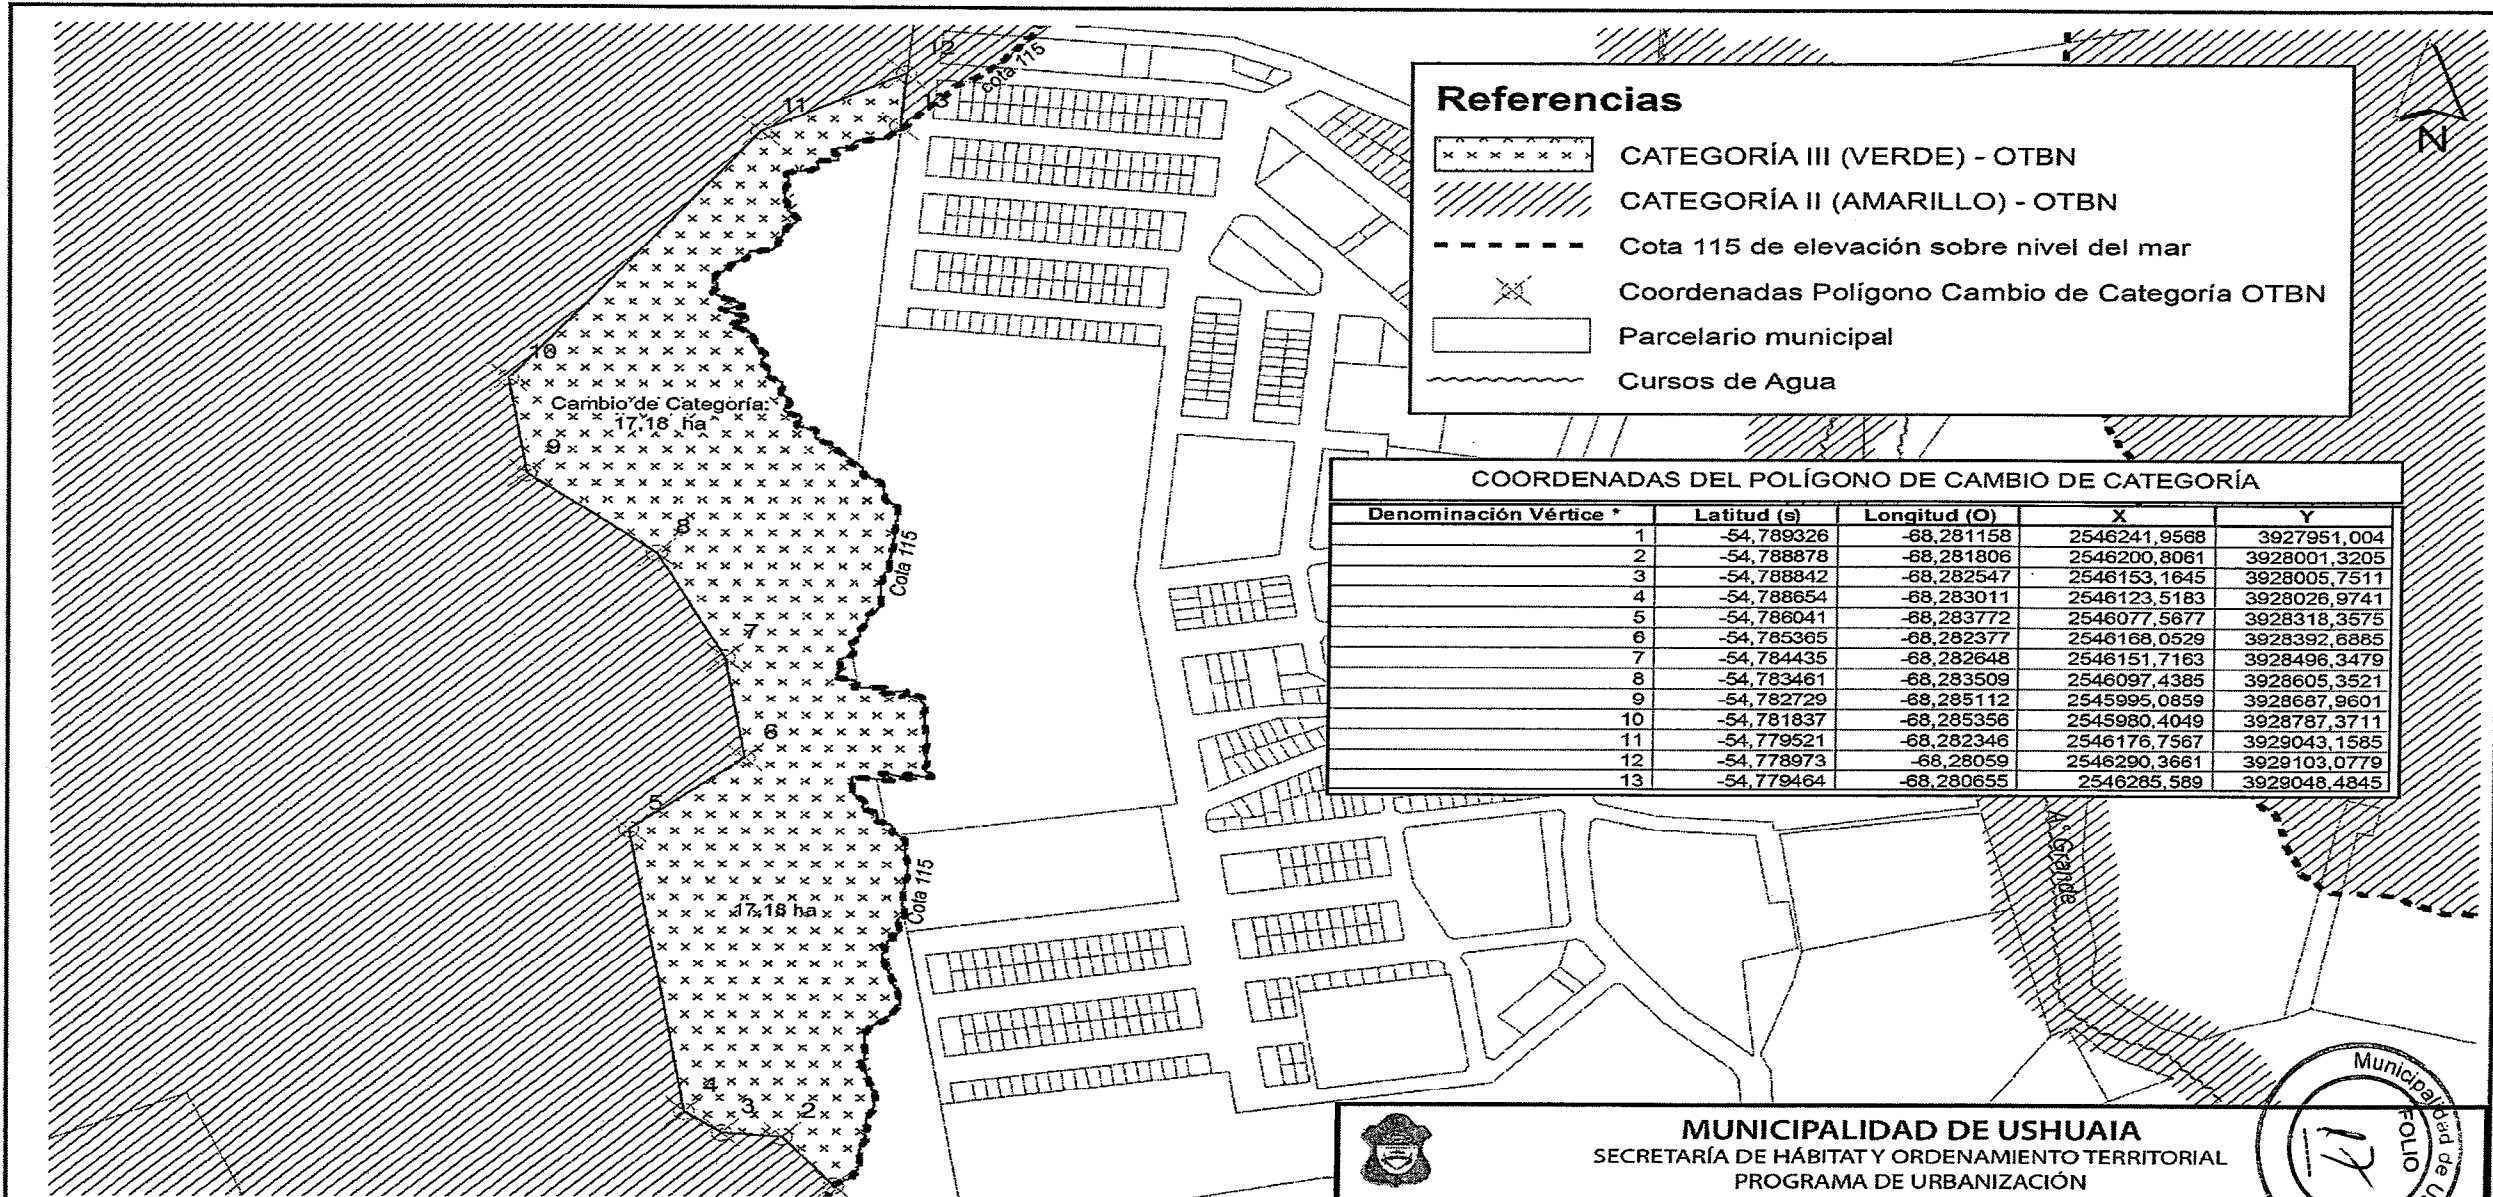 12
cota 115
13
11
10
Cambio de Categoría:
17,18 ha
9
8
Cota 115
7
6
5
17,18 ha
Cota 115
4
3
2
Referencias
CATEGORÍA III (VERDE) - OTBN
CATEGORÍA II (AMARILLO) - OTBN
Cota 115 de elevación sobre nivel del mar
Coordenadas Polígono Cambio de Categoría OTBN
Parcelario municipal
Cursos de Agua
N
COORDENADAS DEL POLÍGONO DE CAMBIO DE CATEGORÍA
Denominación Vértice * Latitud (s) Longitud (O) X Y
1 -54,789326 -68,281158 2546241,9568 3927951,004
2 -54,788878 -68,281806 2546200,8061 3928001,3205
3 -54,788842 -68,282547 2546153,1645 3928005,7511
4 -54,788654 -68,283011 2546123,5183 3928026,9741
5 -54,786041 -68,283772 2546077,5677 3928318,3575
6 -54,785365 -68,282377 2546168,0529 3928392,6885
7 -54,784435 -68,282648 2546151,7163 3928496,3479
8 -54,783461 -68,283509 2546097,4385 3928605,3521
9 -54,782729 -68,285112 2545995,0859 3928687,9601
10 -54,781837 -68,285356 2545980,4049 3928787,3711
11 -54,779521 -68,282346 2546176,7567 3929043,1585
12 -54,778973 -68,28059 2546290,3661 3929103,0779
13 -54,779464 -68,280655 2546285,589 3929048,4845
A° Grande
MUNICIPALIDAD DE USHUAIA
SECRETARÍA DE HÁBITAT Y ORDENAMIENTO TERRITORIAL
PROGRAMA DE URBANIZACIÓN
Municipalidad de Us
FOLIO